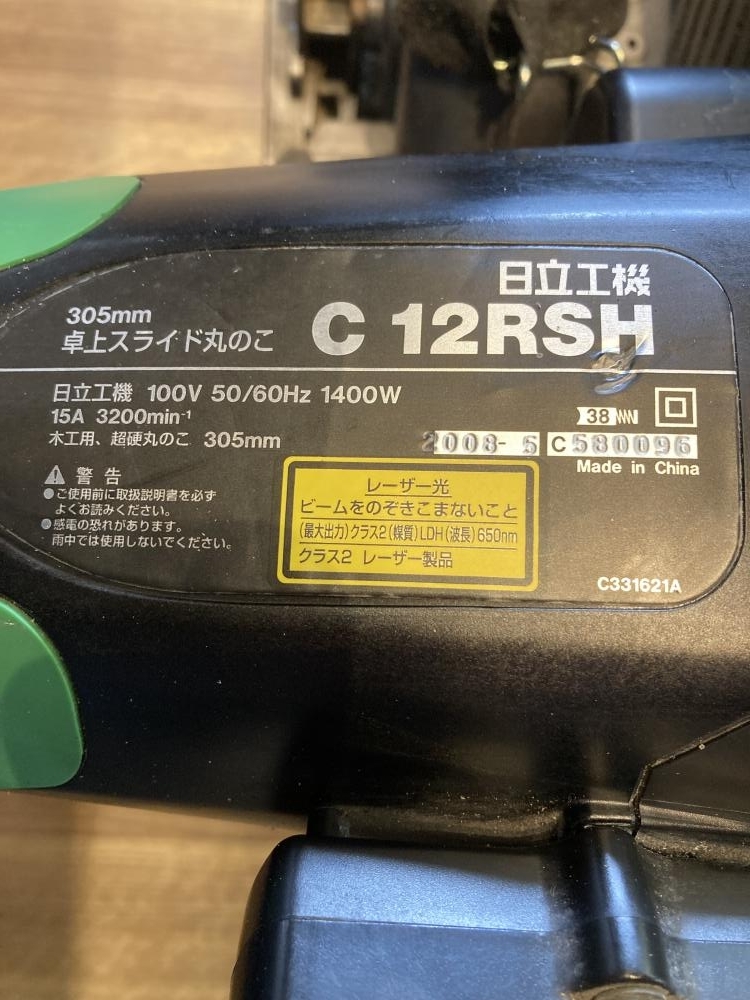 日立工機
305mm
卓上スライド丸のこ
C 12RSH
日立工機 100V 50/60Hz 1400W
15A 3200min⁻¹
木工用、超硬丸のこ 305mm
38
2008- 5 C580096
Made in China
警告
●ご使用前に取扱説明書を必ず
よくお読みください。
●感電の恐れがあります。
雨中では使用しないでください。
レーザー光
ビームをのぞきこまないこと
(最大出力)クラス2(媒質)LDH(波長)650nm
クラス2 レーザー製品
C331621A